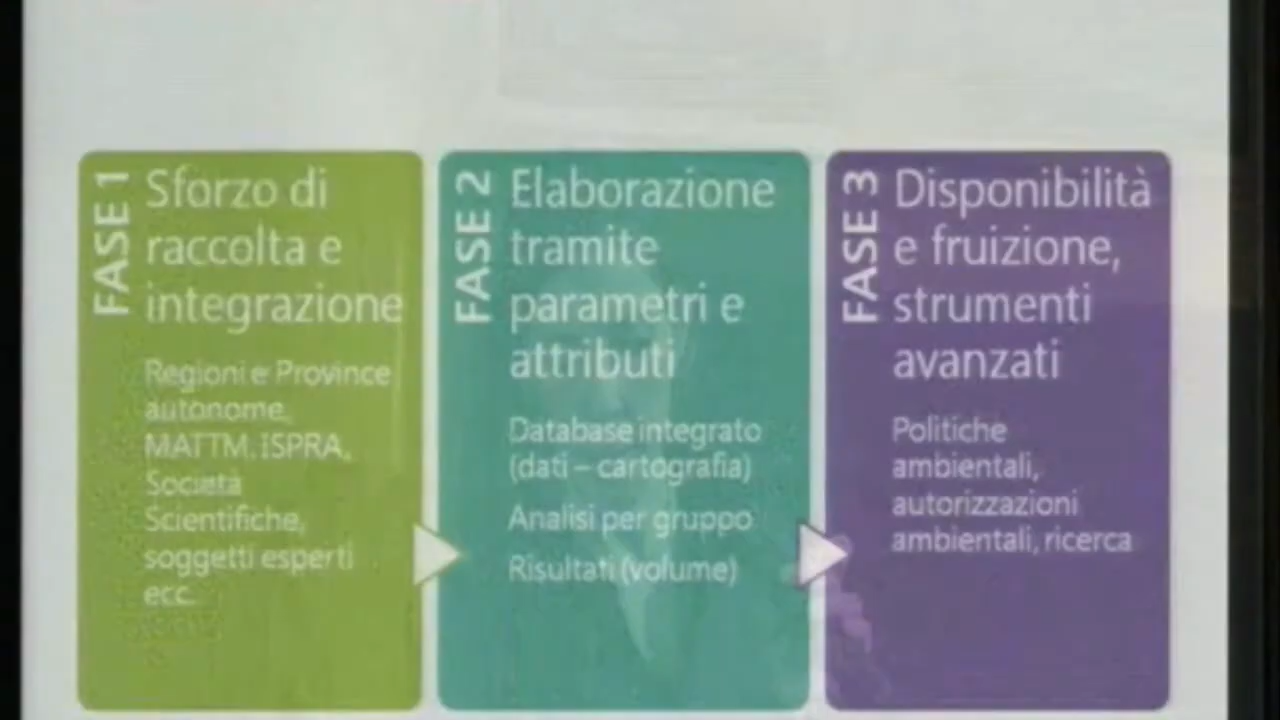 FASE 1
Sforzo di
raccolta e
integrazione
Regioni e Province
autonome,
MATTM, ISPRA,
Società
Scientifiche,
soggetti esperti
ecc.
FASE 2
Elaborazione
tramite
parametri e
attributi
Database integrato
(dati – cartografia)
Analisi per gruppo
Risultati (volume)
FASE 3
Disponibilità
e fruizione,
strumenti
avanzati
Politiche
ambientali,
autorizzazioni
ambientali, ricerca